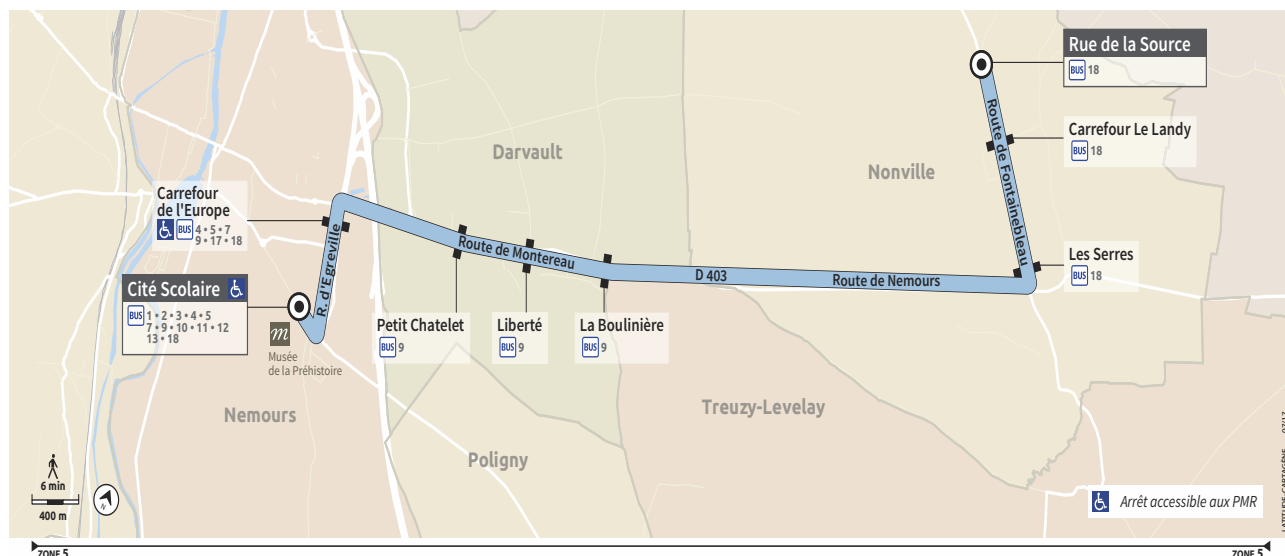 Rue de la Source
BUS 18
Carrefour Le Landy
BUS 18
Route de Fontainebleau
Darvault
Nonville
Carrefour
de l'Europe
BUS 4 • 5 • 7
9 • 17 • 18
R. d'Egreville
Route de Montereau
D 403
Route de Nemours
Les Serres
BUS 18
Cité Scolaire
BUS 1 • 2 • 3 • 4 • 5
7 • 9 • 10 • 11 • 12
13 • 18
m
Musée
de la Préhistoire
Petit Chatelet
BUS 9
Liberté
BUS 9
La Boulinière
BUS 9
Nemours
Treuzy-Levelay
Poligny
6 min
400 m
N
Arrêt accessible aux PMR
LATITUDE-CARTAGÈNE
ZONE 5
ZONE 5